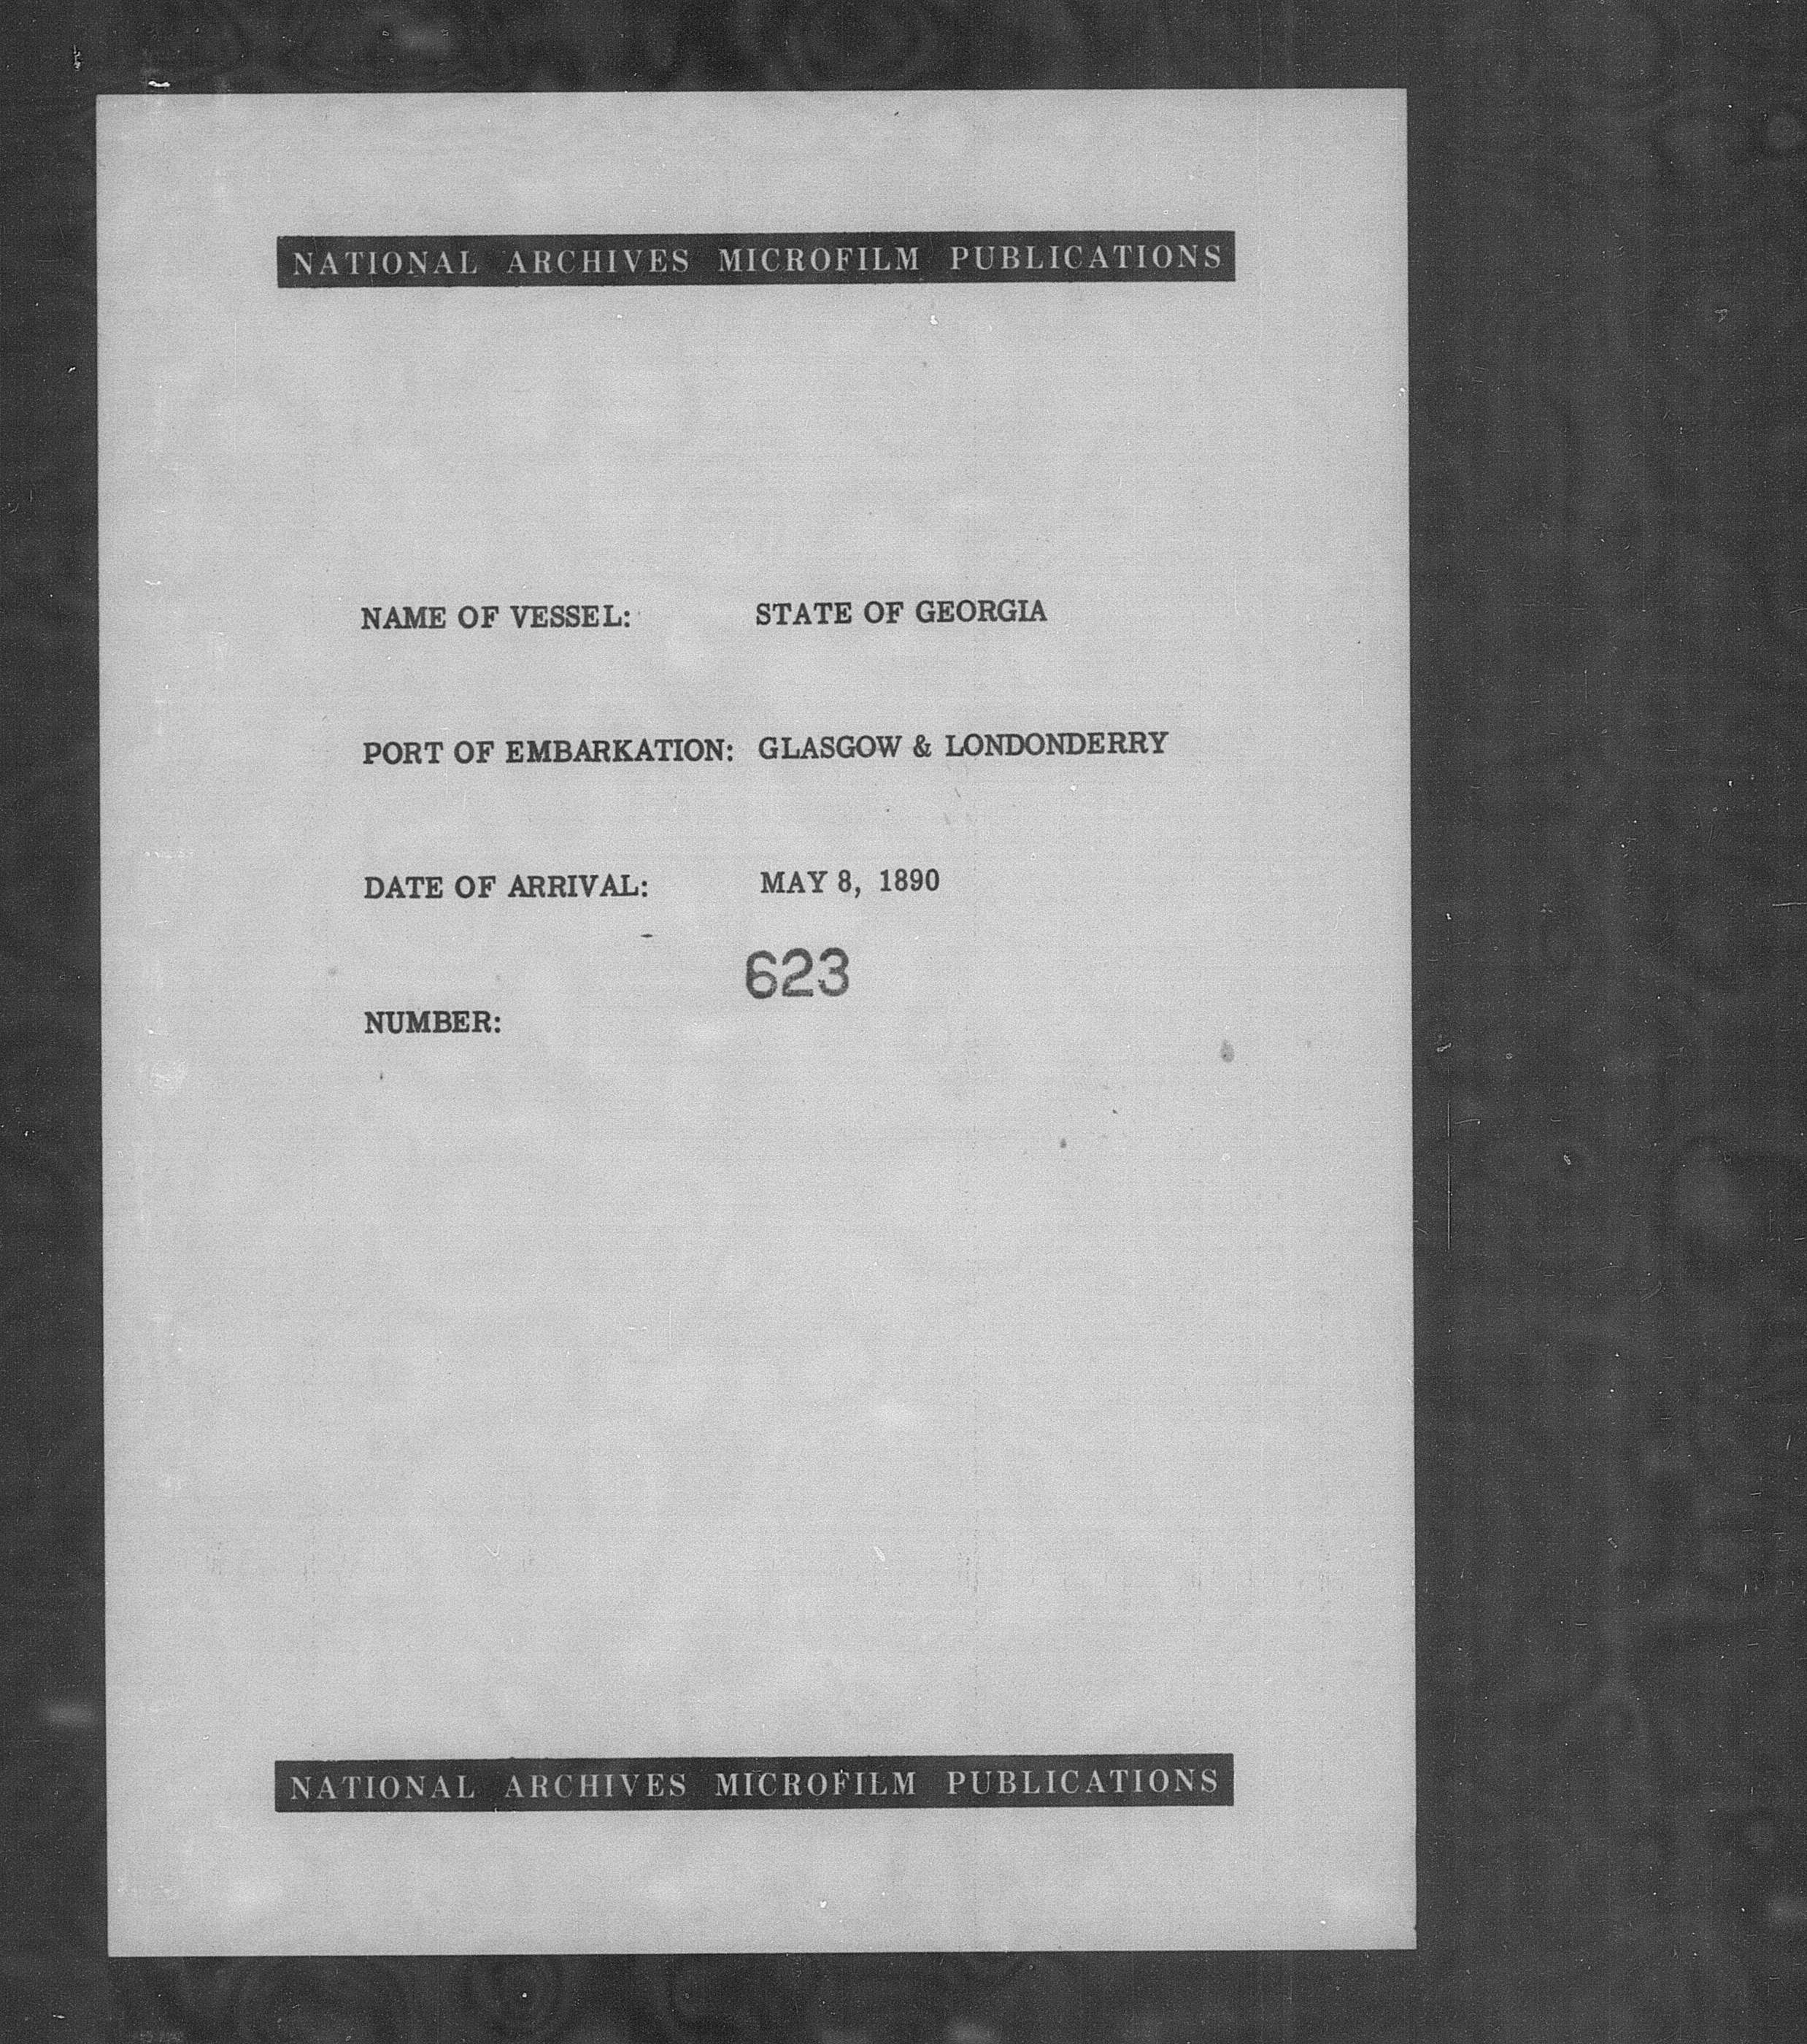 NATIONAL ARCHIVES MICROFILM PUBLICATIONS
NAME OF VESSEL: STATE OF GEORGIA
PORT OF EMBARKATION: GLASGOW & LONDONDERRY
DATE OF ARRIVAL: MAY 8, 1890
623
NUMBER:
NATIONAL ARCHIVES MICROFILM PUBLICATIONS